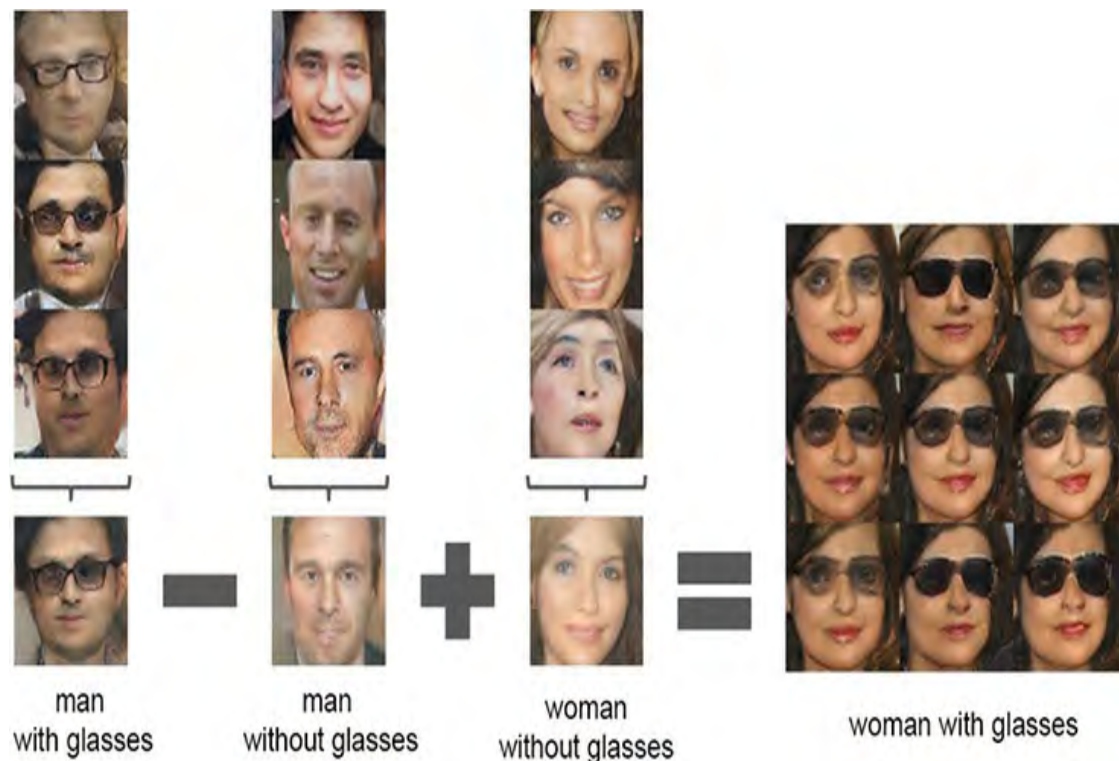 man
with glasses
man
without glasses
woman
without glasses
woman with glasses